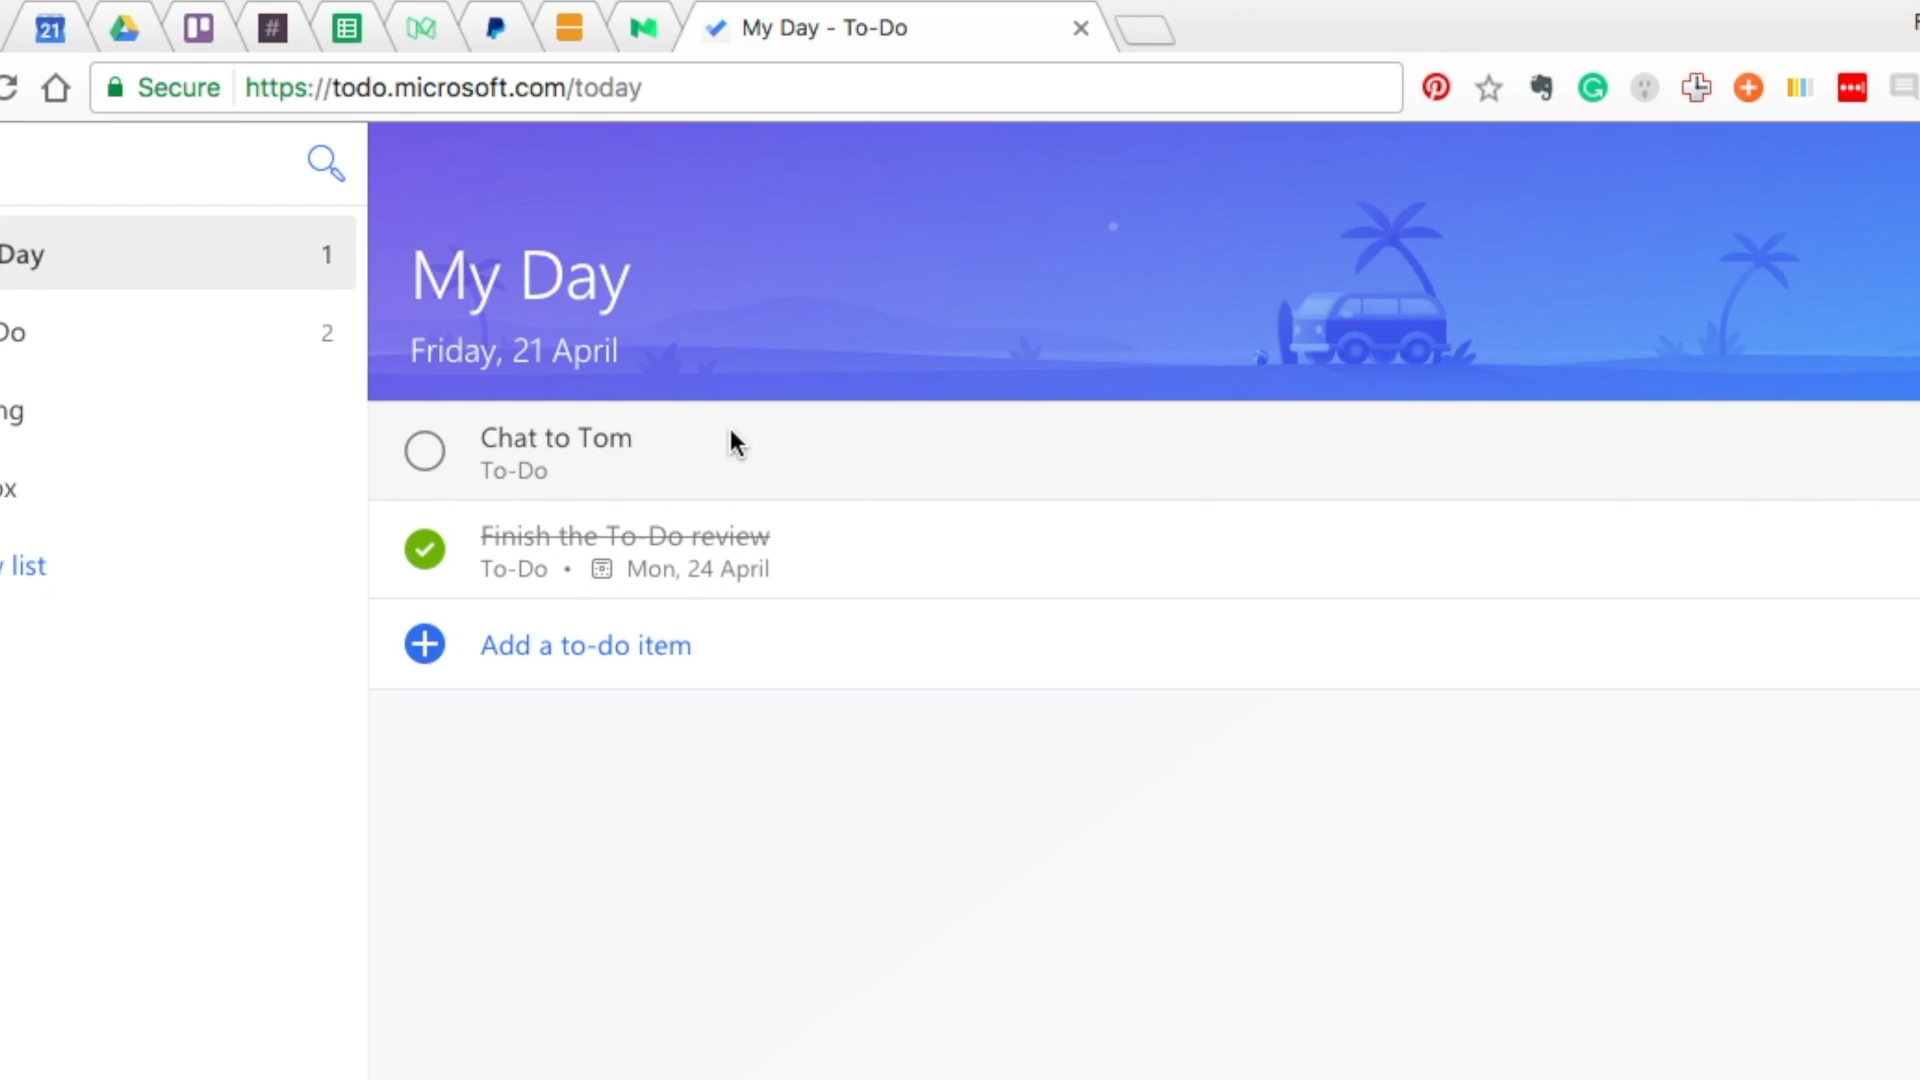 21
#
My Day - To-Do
Secure
https://todo.microsoft.com/today
Day
1
Do
2
ng
ox
list
My Day
Friday, 21 April
Chat to Tom
To-Do
Finish the To-Do review
To-Do • Mon, 24 April
Add a to-do item